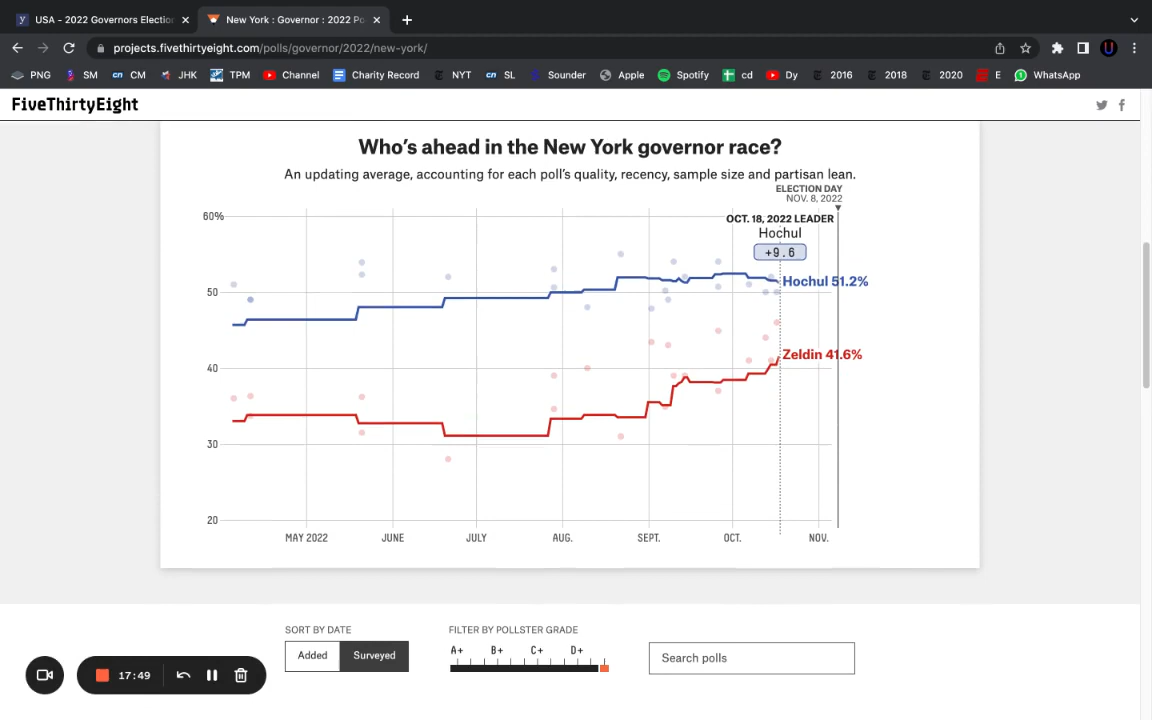 USA - 2022 Governors Election
New York : Governor : 2022 Po
projects.fivethirtyeight.com/polls/governor/2022/new-york/
PNG SM CM JHK TPM Channel Charity Record NYT SL Sounder Apple Spotify cd Dy 2016 2018 2020 E WhatsApp
FiveThirtyEight
Who's ahead in the New York governor race?
An updating average, accounting for each poll's quality, recency, sample size and partisan lean.
ELECTION DAY
NOV. 8, 2022
OCT. 18, 2022 LEADER
Hochul
+9.6
60%
50
40
30
20
Hochul 51.2%
Zeldin 41.6%
MAY 2022 JUNE JULY AUG. SEPT. OCT. NOV.
SORT BY DATE
Added Surveyed
FILTER BY POLLSTER GRADE
A+ B+ C+ D+
Search polls
17:49